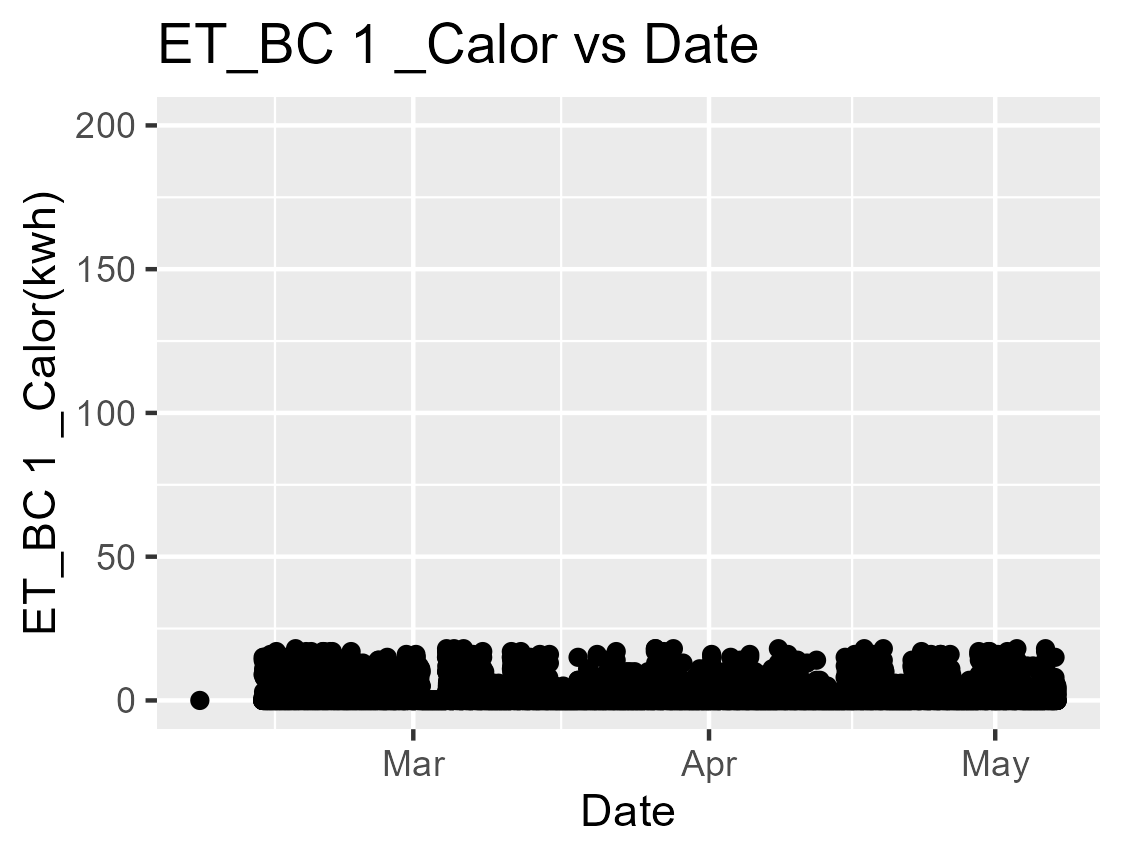 ET_BC 1 _Calor vs Date
ET_BC 1 _Calor(kwh)
200
150
100
50
0
Mar Apr May
Date